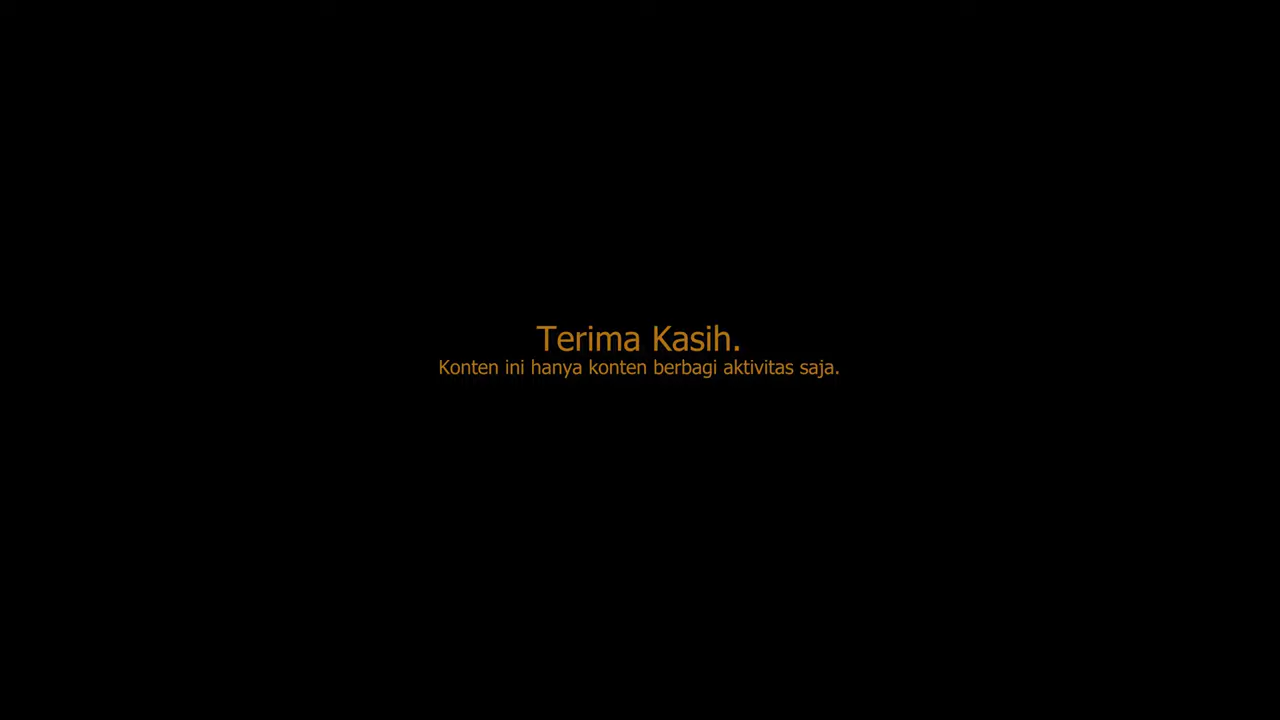 Terima Kasih.
Konten ini hanya konten berbagi aktivitas saja.